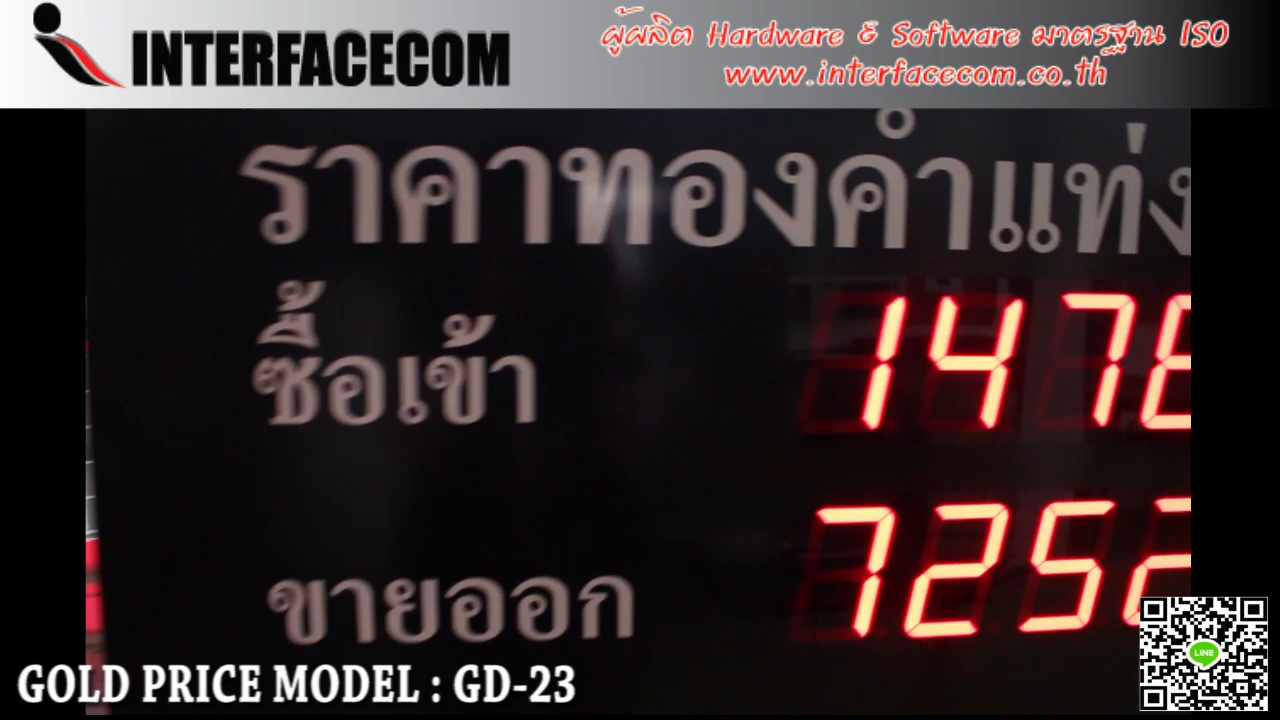 INTERFACECOM
ผู้ผลิต Hardware & Software มาตรฐาน ISO
www.interfacecom.co.th
ราคาทองคำแท่ง
ซื้อเข้า 147
ขายออก 725
GOLD PRICE MODEL : GD-23
LINE